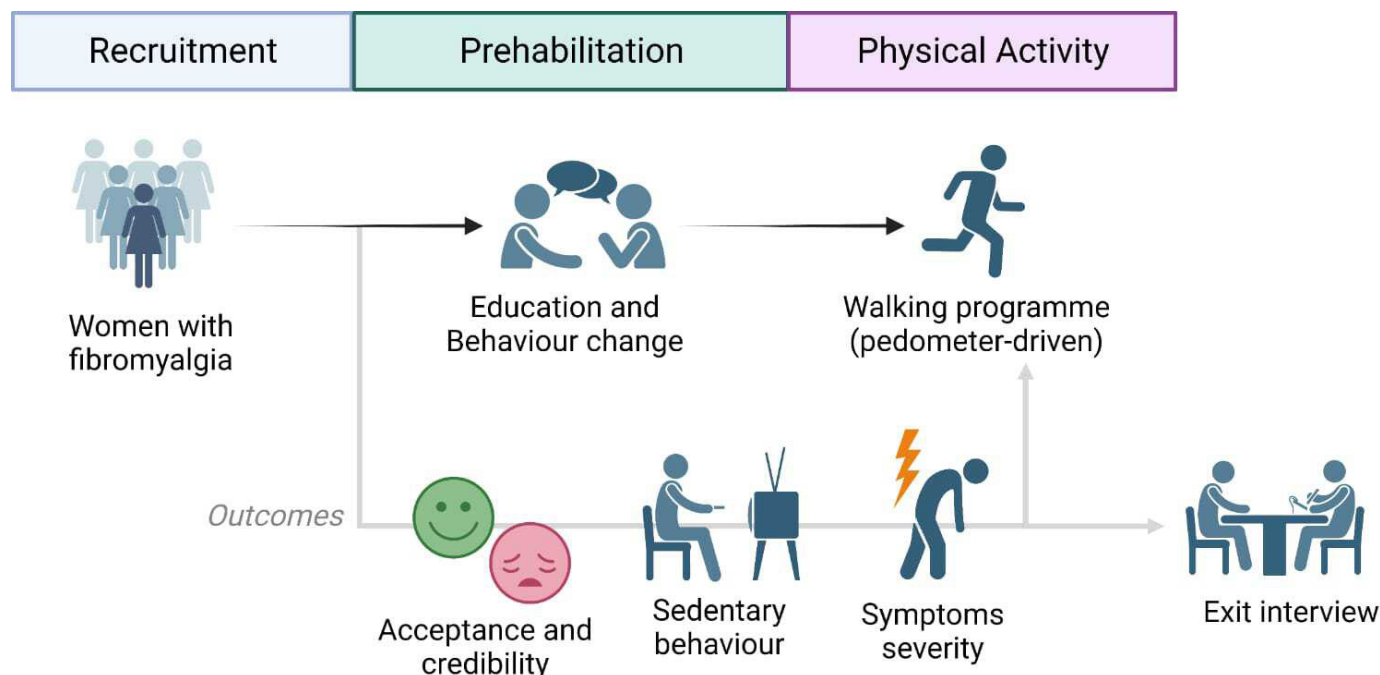 Recruitment
Prehabilitation
Physical Activity
Women with
fibromyalgia
Education and
Behaviour change
Walking programme
(pedometer-driven)
Outcomes
Acceptance and
credibility
Sedentary
behaviour
Symptoms
severity
Exit interview